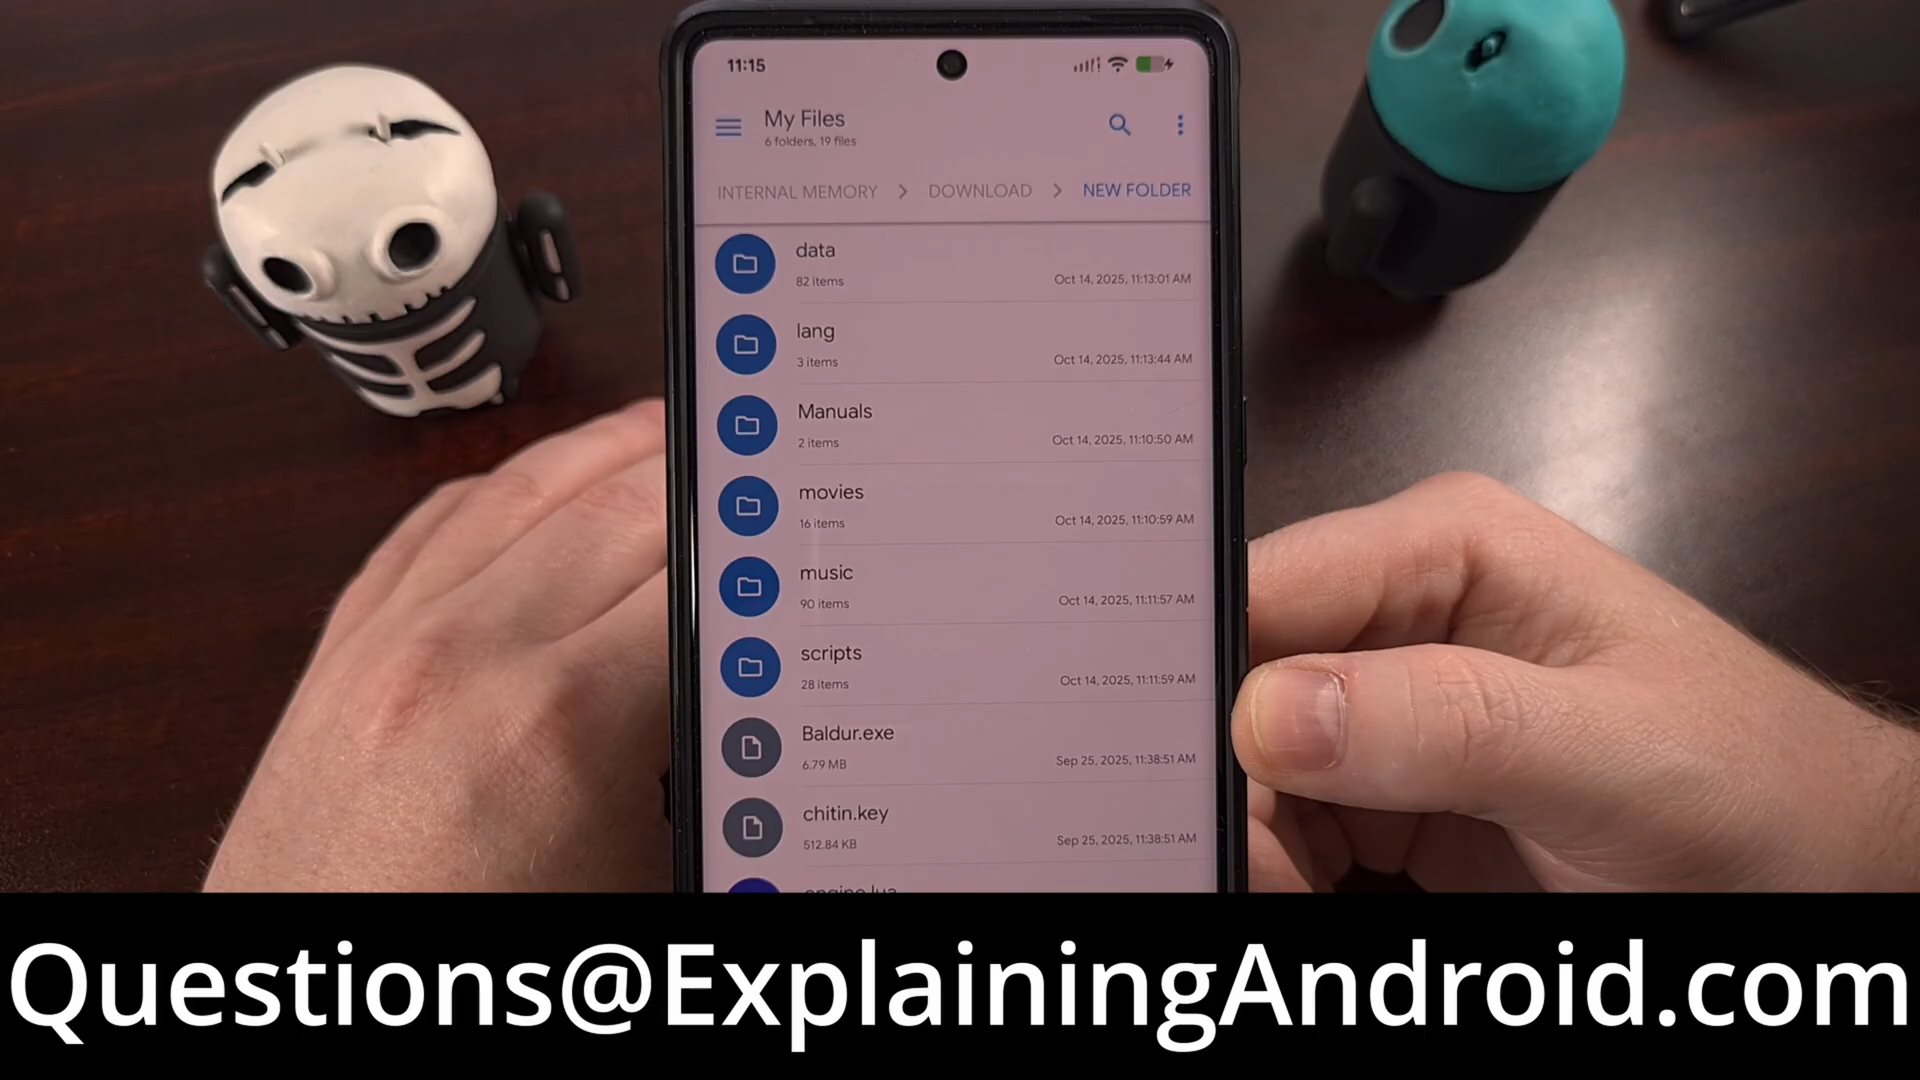 11:15
My Files
6 folders, 19 files
INTERNAL MEMORY > DOWNLOAD > NEW FOLDER
data
82 items Oct 14, 2025, 11:13:01 AM
lang
3 items Oct 14, 2025, 11:13:44 AM
Manuals
2 items Oct 14, 2025, 11:10:50 AM
movies
16 items Oct 14, 2025, 11:10:59 AM
music
90 items Oct 14, 2025, 11:11:57 AM
scripts
28 items Oct 14, 2025, 11:11:59 AM
Baldur.exe
6.79 MB Sep 25, 2025, 11:38:51 AM
chitin.key
512.84 KB Sep 25, 2025, 11:38:51 AM
engine.lua
Questions@ExplainingAndroid.com